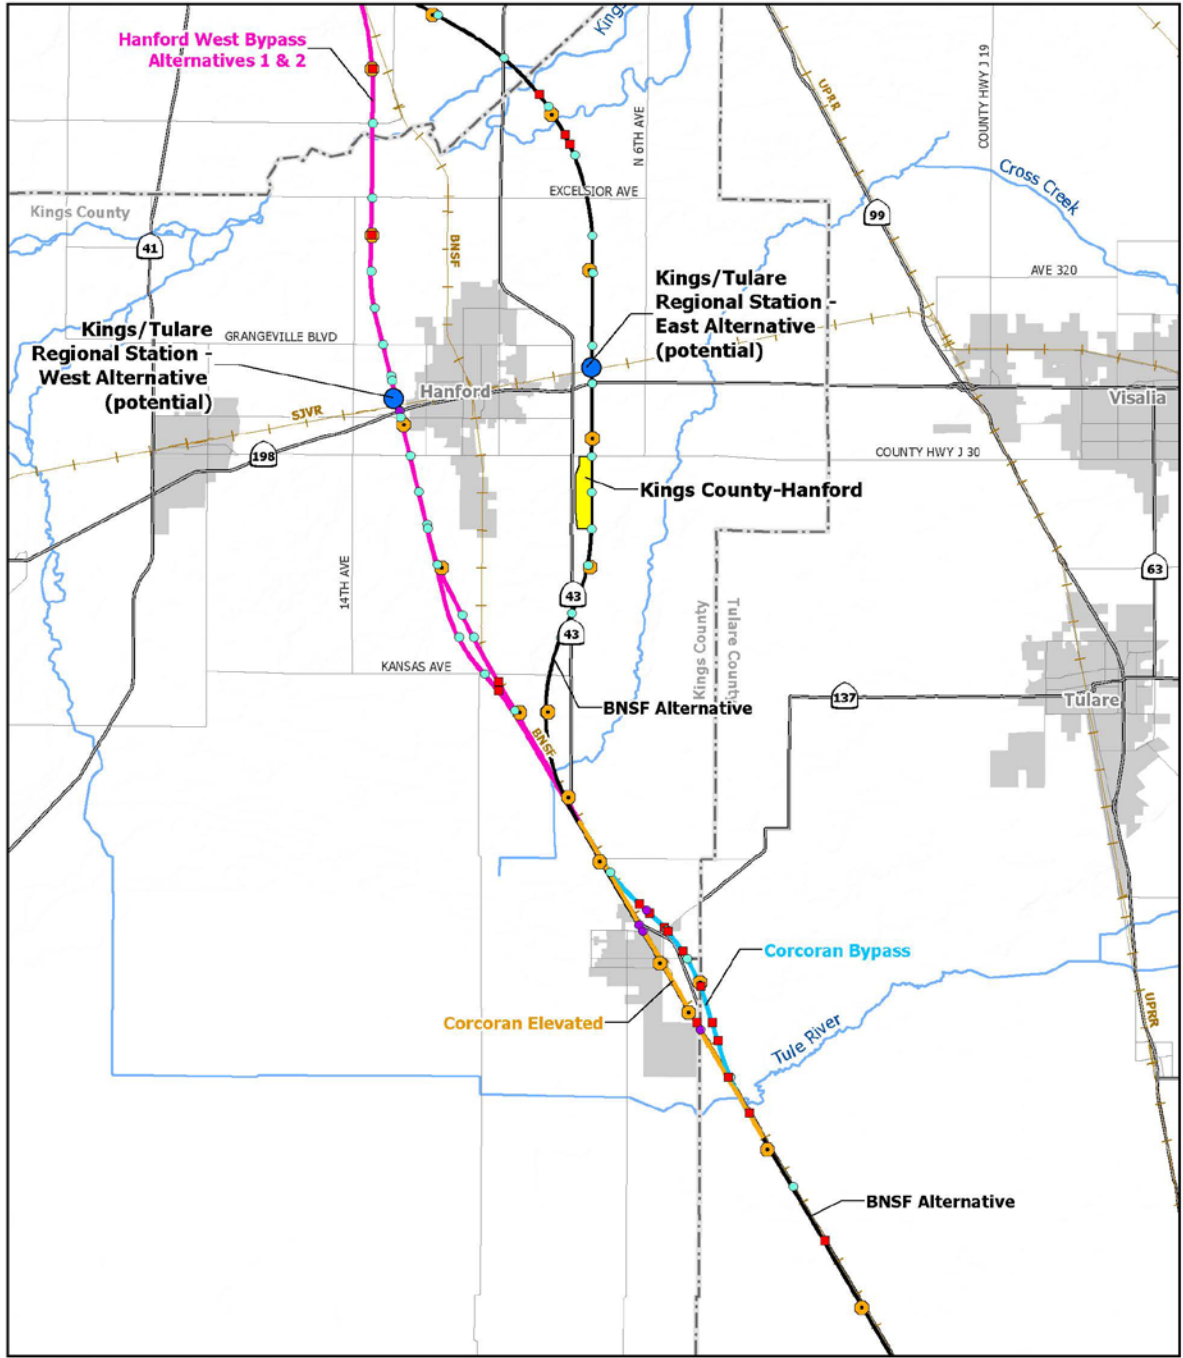 Kings
Hanford West Bypass
Alternatives 1 & 2
UPRR
COUNTY HWY J 19
N 6TH AVE
Cross Creek
EXCELSIOR AVE
Kings County
99
41
BNSF
AVE 320
Kings/Tulare
Regional Station -
East Alternative
(potential)
Kings/Tulare
Regional Station -
West Alternative
(potential)
GRANGEVILLE BLVD
Hanford
Visalia
SJVR
198
COUNTY HWY J 30
Kings County-Hanford
14TH AVE
43
63
43
Kings County
Tulare County
KANSAS AVE
137
Tulare
BNSF Alternative
BNSF
Corcoran Bypass
UPRR
Corcoran Elevated
Tule River
BNSF Alternative